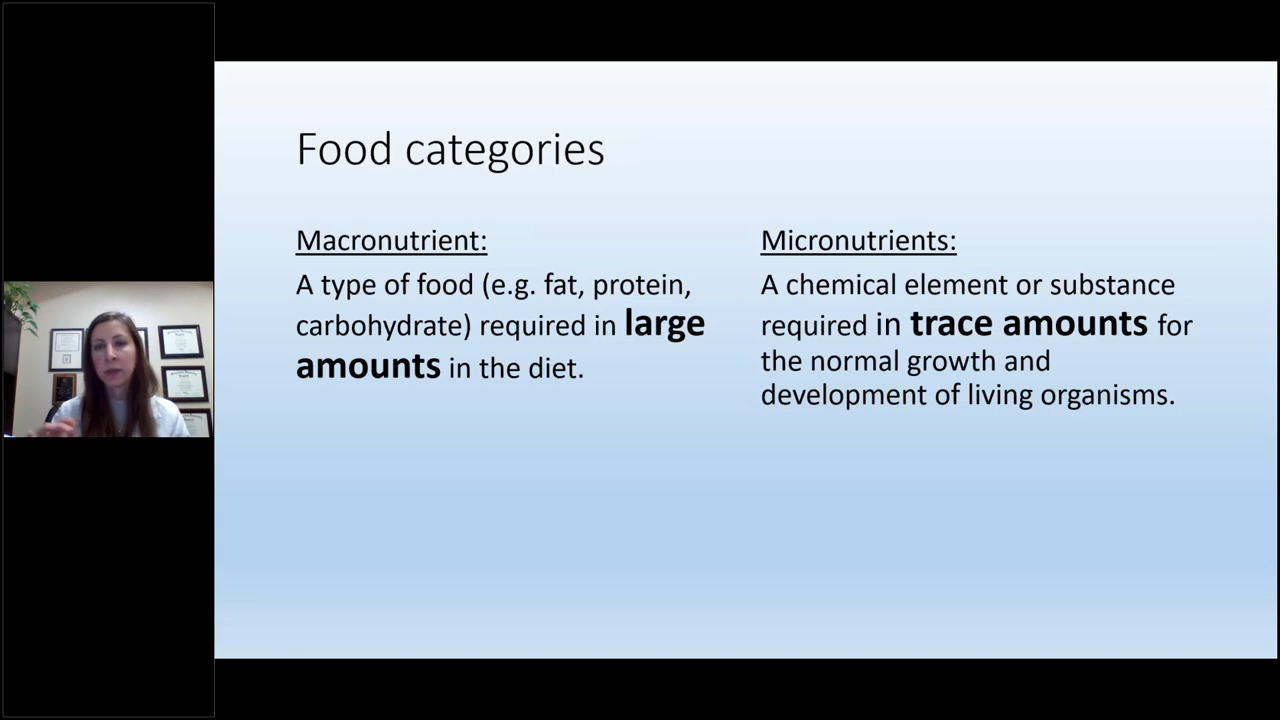 Food categories
Macronutrient:
A type of food (e.g. fat, protein,
carbohydrate) required in large
amounts in the diet.
Micronutrients:
A chemical element or substance
required in trace amounts for
the normal growth and
development of living organisms.